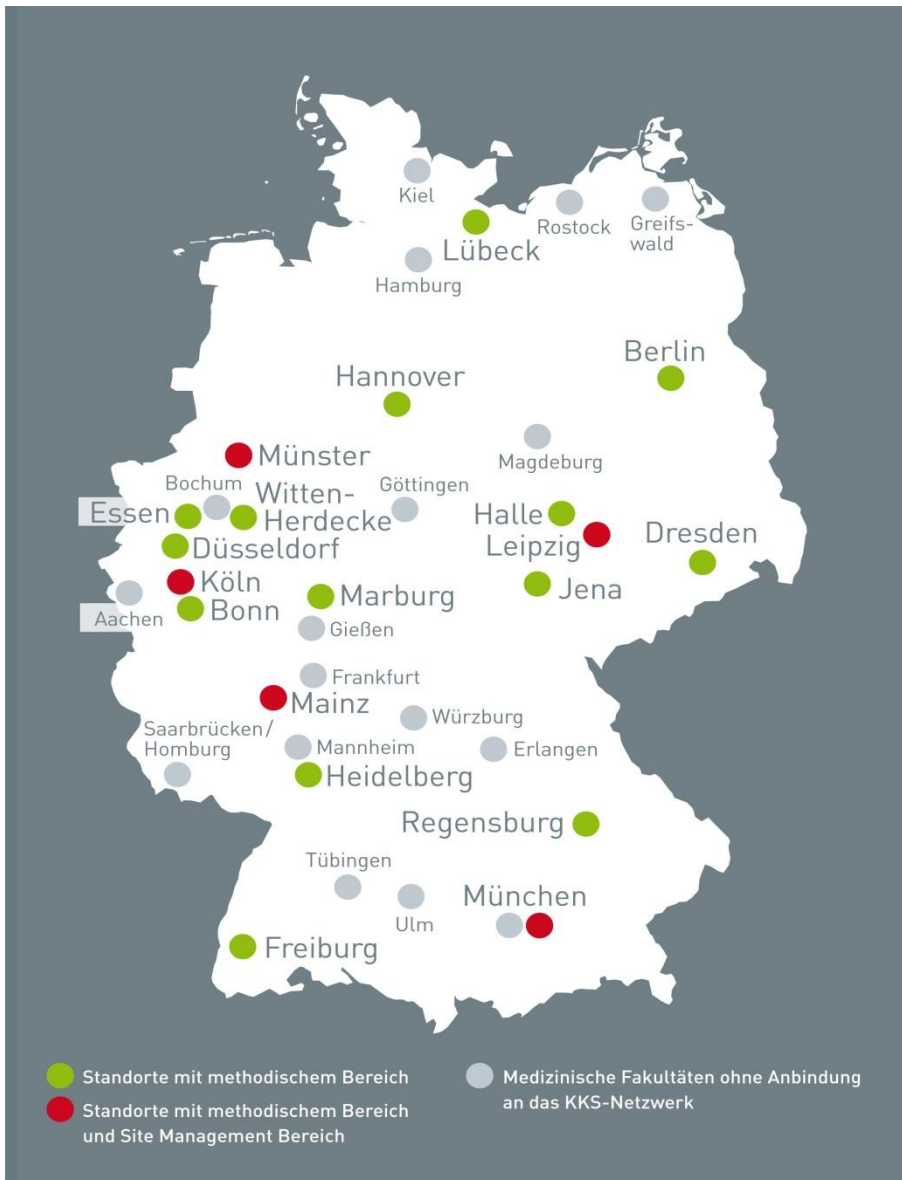 Kiel
Rostock
Greifs-
wald
Lübeck
Hamburg
Berlin
Hannover
Münster
Magdeburg
Bochum
Witten-
Herdecke
Göttingen
Essen
Halle
Düsseldorf
Leipzig
Dresden
Köln
Aachen
Bonn
Marburg
Jena
Gießen
Frankfurt
Mainz
Würzburg
Saarbrücken/
Homburg
Mannheim
Erlangen
Heidelberg
Regensburg
Tübingen
Ulm
München
Freiburg
Standorte mit methodischem Bereich
Standorte mit methodischem Bereich
und Site Management Bereich
Medizinische Fakultäten ohne Anbindung
an das KKS-Netzwerk